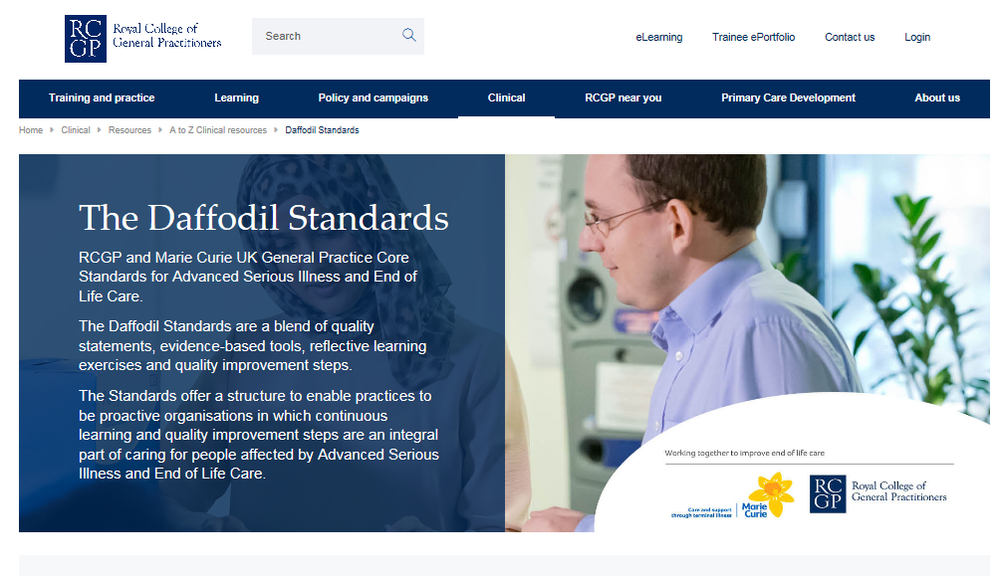 RC
GP
Royal College of
General Practitioners
Search
eLearning
Trainee ePortfolio
Contact us
Login
Training and practice
Learning
Policy and campaigns
Clinical
RCGP near you
Primary Care Development
About us
Home
Clinical
Resources
A to Z Clinical resources
Daffodil Standards
The Daffodil Standards
RCGP and Marie Curie UK General Practice Core
Standards for Advanced Serious Illness and End of
Life Care.
The Daffodil Standards are a blend of quality
statements, evidence-based tools, reflective learning
exercises and quality improvement steps.
The Standards offer a structure to enable practices to
be proactive organisations in which continuous
learning and quality improvement steps are an integral
part of caring for people affected by Advanced Serious
Illness and End of Life Care.
Working together to improve end of life care
Care and support
through terminal illness
Marie
Curie
RC
GP
Royal College of
General Practitioners